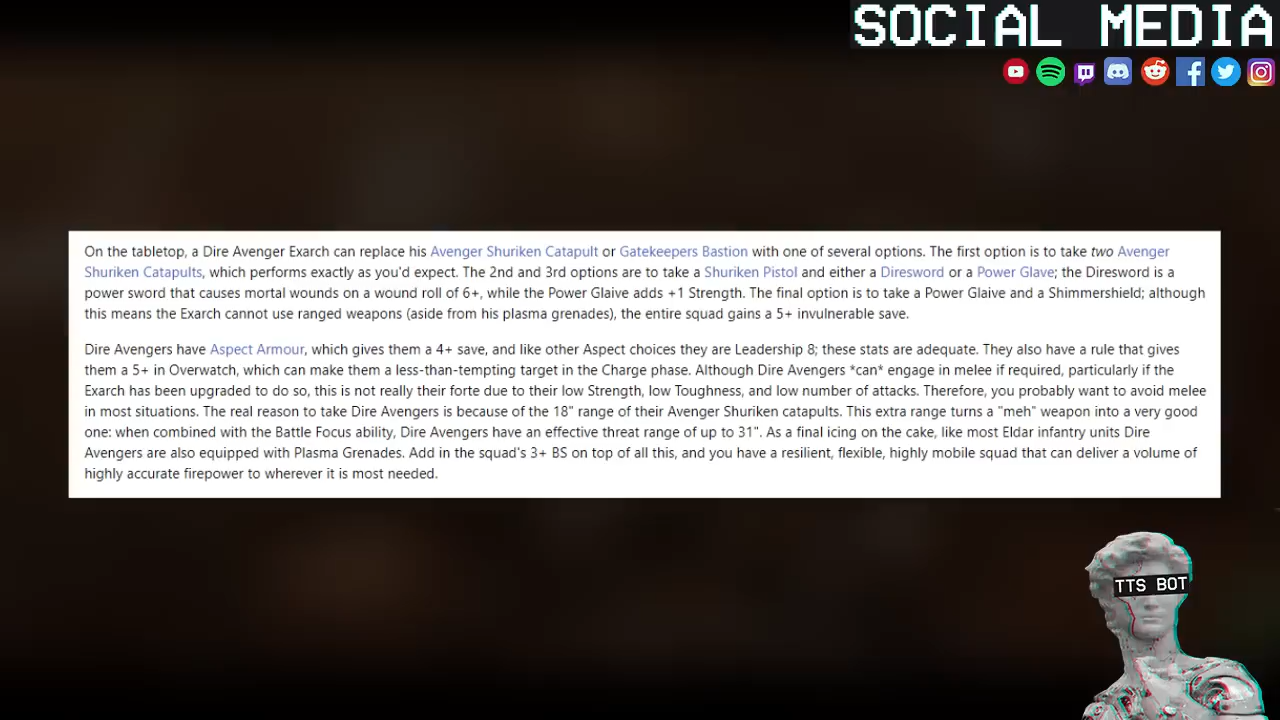 SOCIAL MEDIA
On the tabletop, a Dire Avenger Exarch can replace his Avenger Shuriken Catapult or Gatekeepers Bastion with one of several options. The first option is to take two Avenger
Shuriken Catapults, which performs exactly as you'd expect. The 2nd and 3rd options are to take a Shuriken Pistol and either a Diresword or a Power Glave; the Diresword is a
power sword that causes mortal wounds on a wound roll of 6+, while the Power Glaive adds +1 Strength. The final option is to take a Power Glaive and a Shimmershield; although
this means the Exarch cannot use ranged weapons (aside from his plasma grenades), the entire squad gains a 5+ invulnerable save.
Dire Avengers have Aspect Armour, which gives them a 4+ save, and like other Aspect choices they are Leadership 8; these stats are adequate. They also have a rule that gives
them a 5+ in Overwatch, which can make them a less-than-tempting target in the Charge phase. Although Dire Avengers *can* engage in melee if required, particularly if the
Exarch has been upgraded to do so, this is not really their forte due to their low Strength, low Toughness, and low number of attacks. Therefore, you probably want to avoid melee
in most situations. The real reason to take Dire Avengers is because of the 18" range of their Avenger Shuriken catapults. This extra range turns a "meh" weapon into a very good
one: when combined with the Battle Focus ability, Dire Avengers have an effective threat range of up to 31". As a final icing on the cake, like most Eldar infantry units Dire
Avengers are also equipped with Plasma Grenades. Add in the squad's 3+ BS on top of all this, and you have a resilient, flexible, highly mobile squad that can deliver a volume of
highly accurate firepower to wherever it is most needed.
TTS BOT